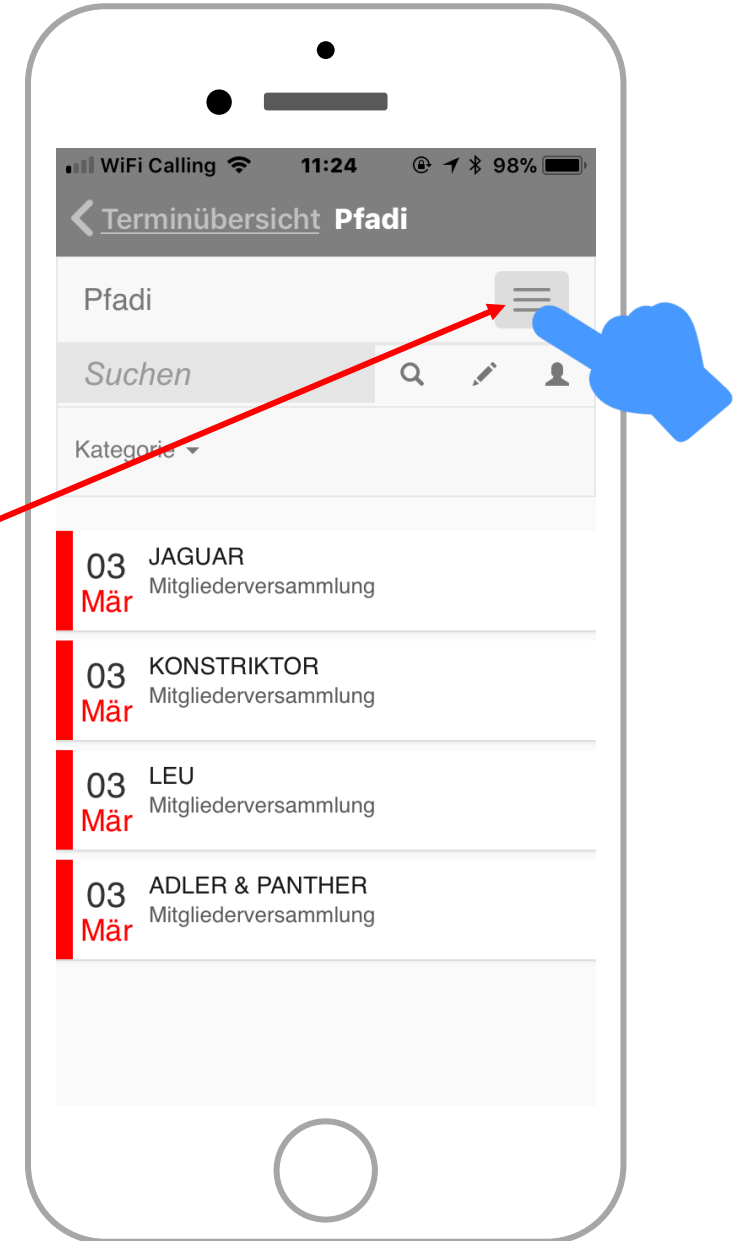 WiFi Calling 11:24 98%
Terminübersicht Pfadi
Pfadi
Suchen
Kategorie
03 JAGUAR
Mär Mitgliederversammlung
03 KONSTRIKTOR
Mär Mitgliederversammlung
03 LEU
Mär Mitgliederversammlung
03 ADLER & PANTHER
Mär Mitgliederversammlung